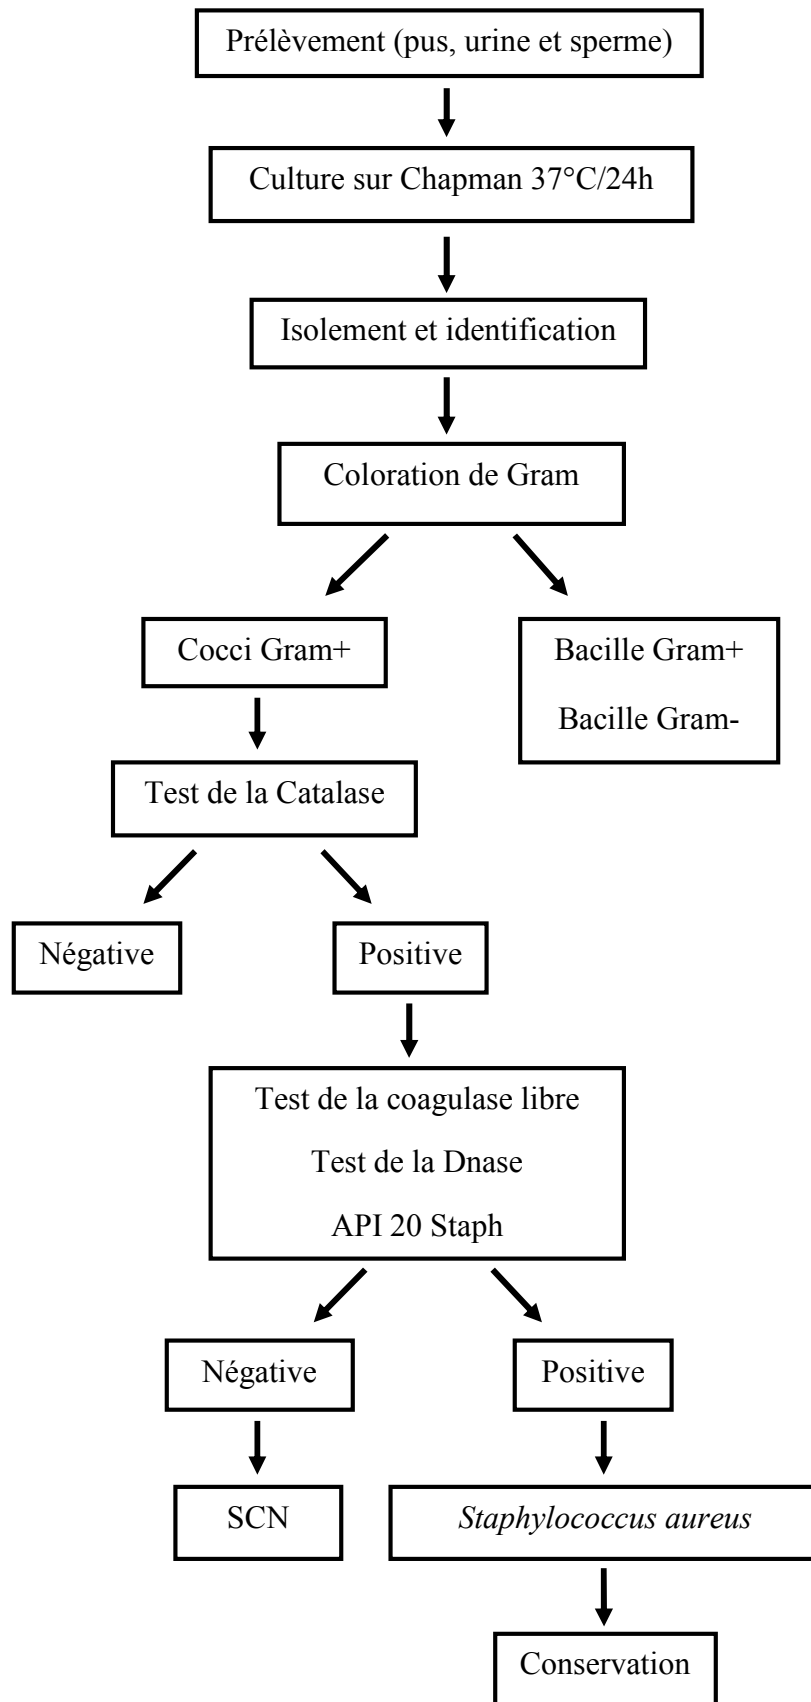 Prélèvement (pus, urine et sperme)
Culture sur Chapman 37°C/24h
Isolement et identification
Coloration de Gram
Cocci Gram+
Bacille Gram+
Bacille Gram-
Test de la Catalase
Négative
Positive
Test de la coagulase libre
Test de la Dnase
API 20 Staph
Négative
Positive
SCN
Staphylococcus aureus
Conservation